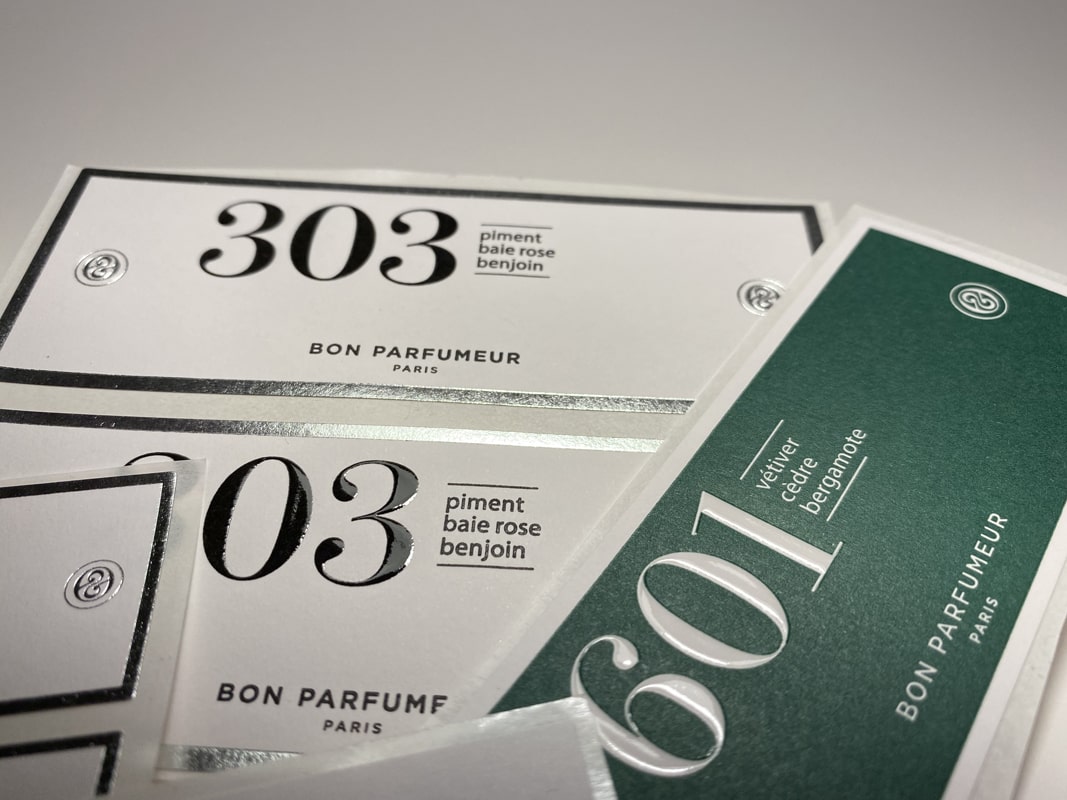 303
piment
baie rose
benjoin
BON PARFUMEUR
PARIS
03
piment
baie rose
benjoin
BON PARFUME
PARIS
601
vétiver
cèdre
bergamote
BON PARFUMEUR
PARIS